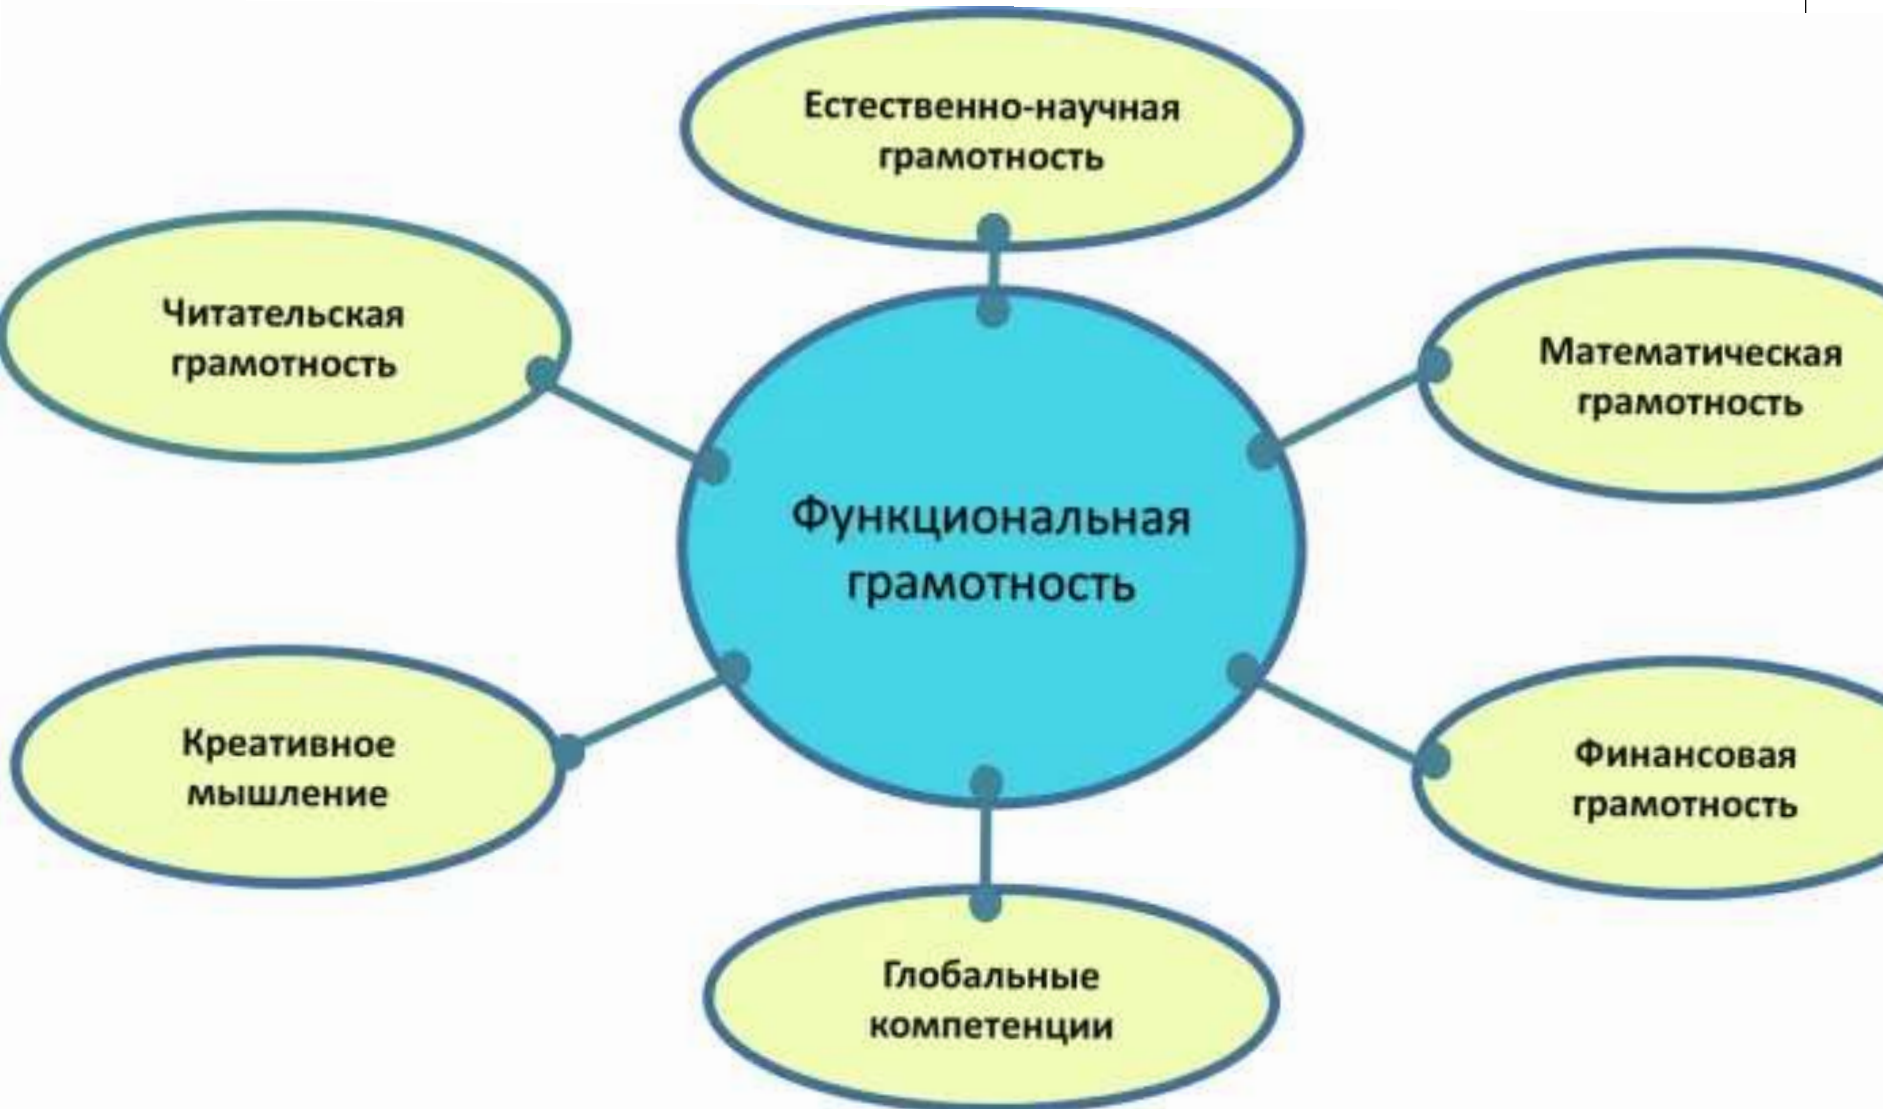 Естественно-научная
грамотность
Читательская
грамотность
Математическая
грамотность
Функциональная
грамотность
Креативное
мышление
Финансовая
грамотность
Глобальные
компетенции